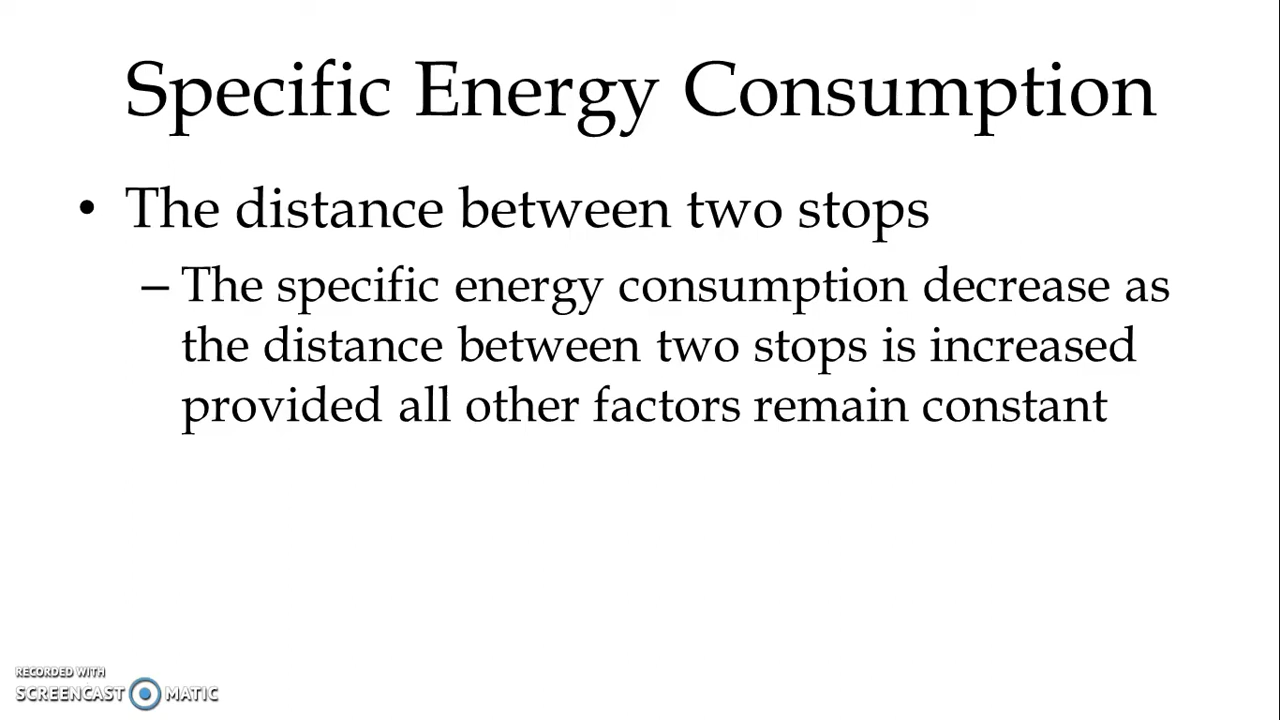 Specific Energy Consumption
• The distance between two stops
– The specific energy consumption decrease as
the distance between two stops is increased
provided all other factors remain constant
RECORDED WITH
SCREENCAST MATIC